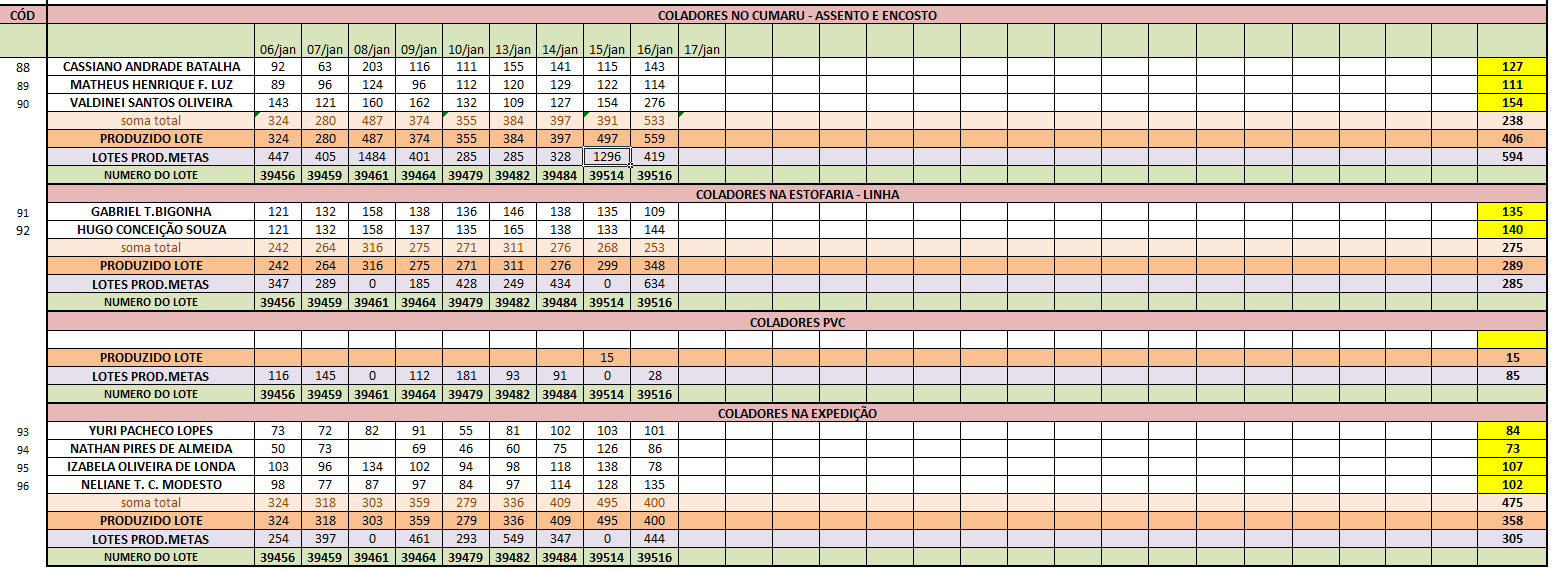 CÓD COLADORES NO CUMARU - ASSENTO E ENCOSTO
06/jan 07/jan 08/jan 09/jan 10/jan 13/jan 14/jan 15/jan 16/jan 17/jan
88 CASSIANO ANDRADE BATALHA 92 63 203 116 111 155 141 115 143 127
89 MATHEUS HENRIQUE F. LUZ 89 96 124 96 112 120 129 122 114 111
90 VALDINEI SANTOS OLIVEIRA 143 121 160 162 132 109 127 154 276 154
soma total 324 280 487 374 355 384 397 391 533 238
PRODUZIDO LOTE 324 280 487 374 355 384 397 497 559 406
LOTES PROD.METAS 447 405 1484 401 285 285 328 1296 419 594
NUMERO DO LOTE 39456 39459 39461 39464 39479 39482 39484 39514 39516
COLADORES NA ESTOFARIA - LINHA
91 GABRIEL T.BIGONHA 121 132 158 138 136 146 138 135 109 135
92 HUGO CONCEIÇÃO SOUZA 121 132 158 137 135 165 138 133 144 140
soma total 242 264 316 275 271 311 276 268 253 275
PRODUZIDO LOTE 242 264 316 275 271 311 276 299 348 289
LOTES PROD.METAS 347 289 0 185 428 249 434 0 634 285
NUMERO DO LOTE 39456 39459 39461 39464 39479 39482 39484 39514 39516
COLADORES PVC
PRODUZIDO LOTE 15 15
LOTES PROD.METAS 116 145 0 112 181 93 91 0 28 85
NUMERO DO LOTE 39456 39459 39461 39464 39479 39482 39484 39514 39516
COLADORES NA EXPEDIÇÃO
93 YURI PACHECO LOPES 73 72 82 91 55 81 102 103 101 84
94 NATHAN PIRES DE ALMEIDA 50 73 69 46 60 75 126 86 73
95 IZABELA OLIVEIRA DE LONDA 103 96 134 102 94 98 118 138 78 107
96 NELIANE T. C. MODESTO 98 77 87 97 84 97 114 128 135 102
soma total 324 318 303 359 279 336 409 495 400 475
PRODUZIDO LOTE 324 318 303 359 279 336 409 495 400 358
LOTES PROD.METAS 254 397 0 461 293 549 347 0 444 305
NUMERO DO LOTE 39456 39459 39461 39464 39479 39482 39484 39514 39516